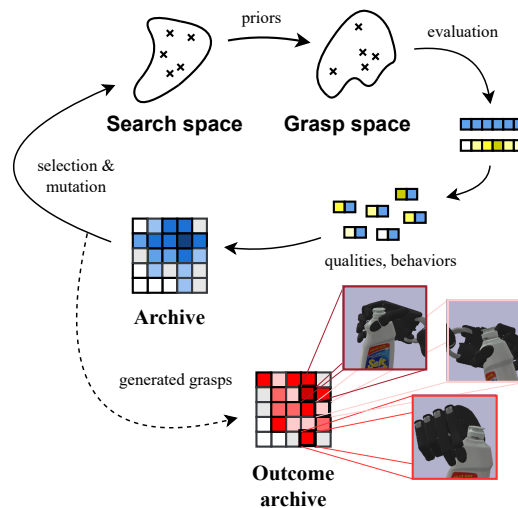 priors
evaluation
Search space
Grasp space
selection &
mutation
qualities, behaviors
Archive
generated grasps
Outcome
archive